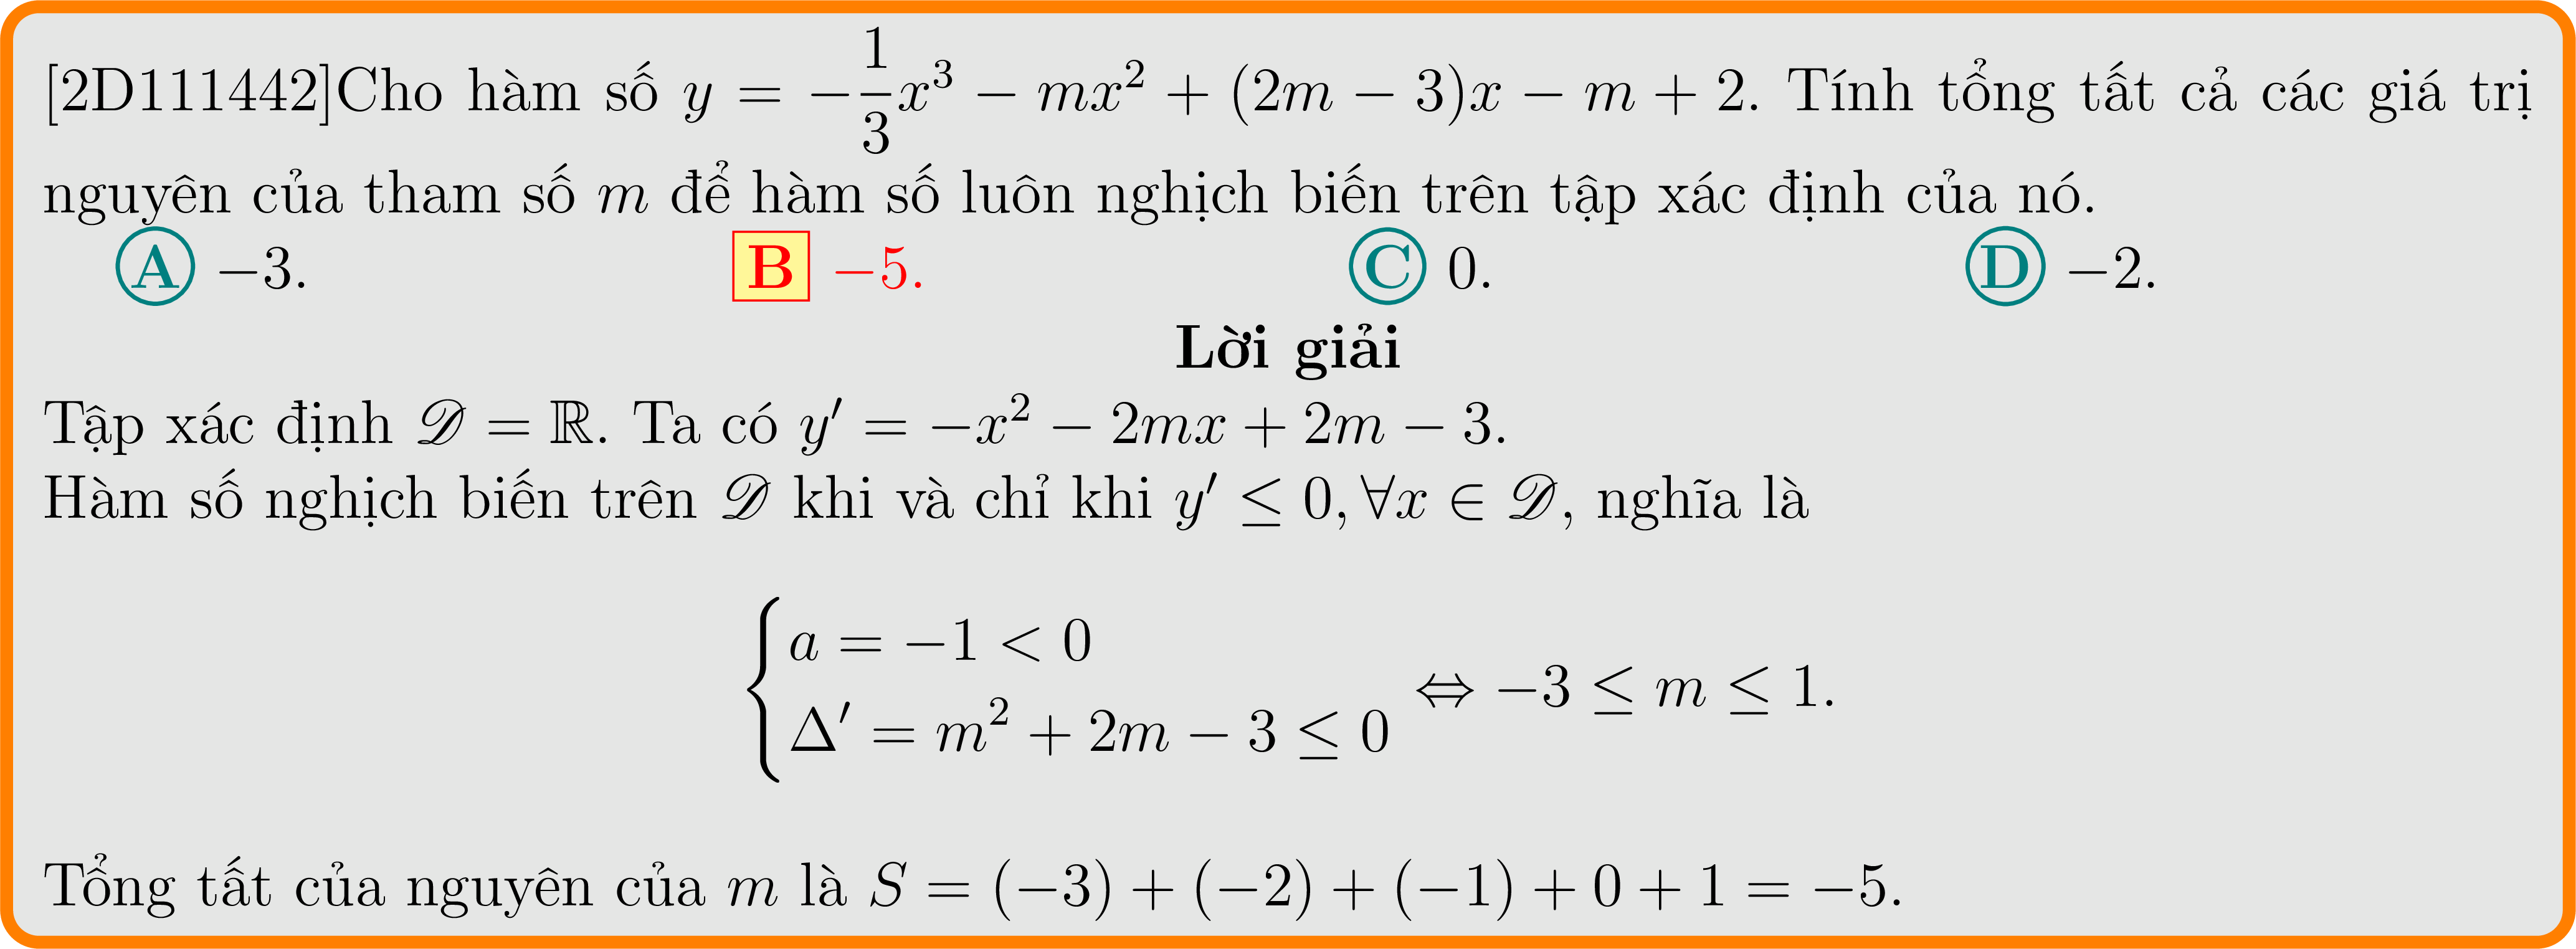 [2D111442]Cho hàm số $y = -\dfrac{1}{3}x^3 - mx^2 + (2m - 3)x - m + 2$. Tính tổng tất cả các giá trị
nguyên của tham số $m$ để hàm số luôn nghịch biến trên tập xác định của nó.
A −3. B −5. C 0. D −2.
Lời giải
Tập xác định $\mathscr{D} = \mathbb{R}$. Ta có $y' = -x^2 - 2mx + 2m - 3$.
Hàm số nghịch biến trên $\mathscr{D}$ khi và chỉ khi $y' \leq 0, \forall x \in \mathscr{D}$, nghĩa là
$\begin{cases} a = -1 < 0 \\ \Delta' = m^2 + 2m - 3 \leq 0 \end{cases} \Leftrightarrow -3 \leq m \leq 1.$
Tổng tất của nguyên của $m$ là $S = (-3) + (-2) + (-1) + 0 + 1 = -5$.